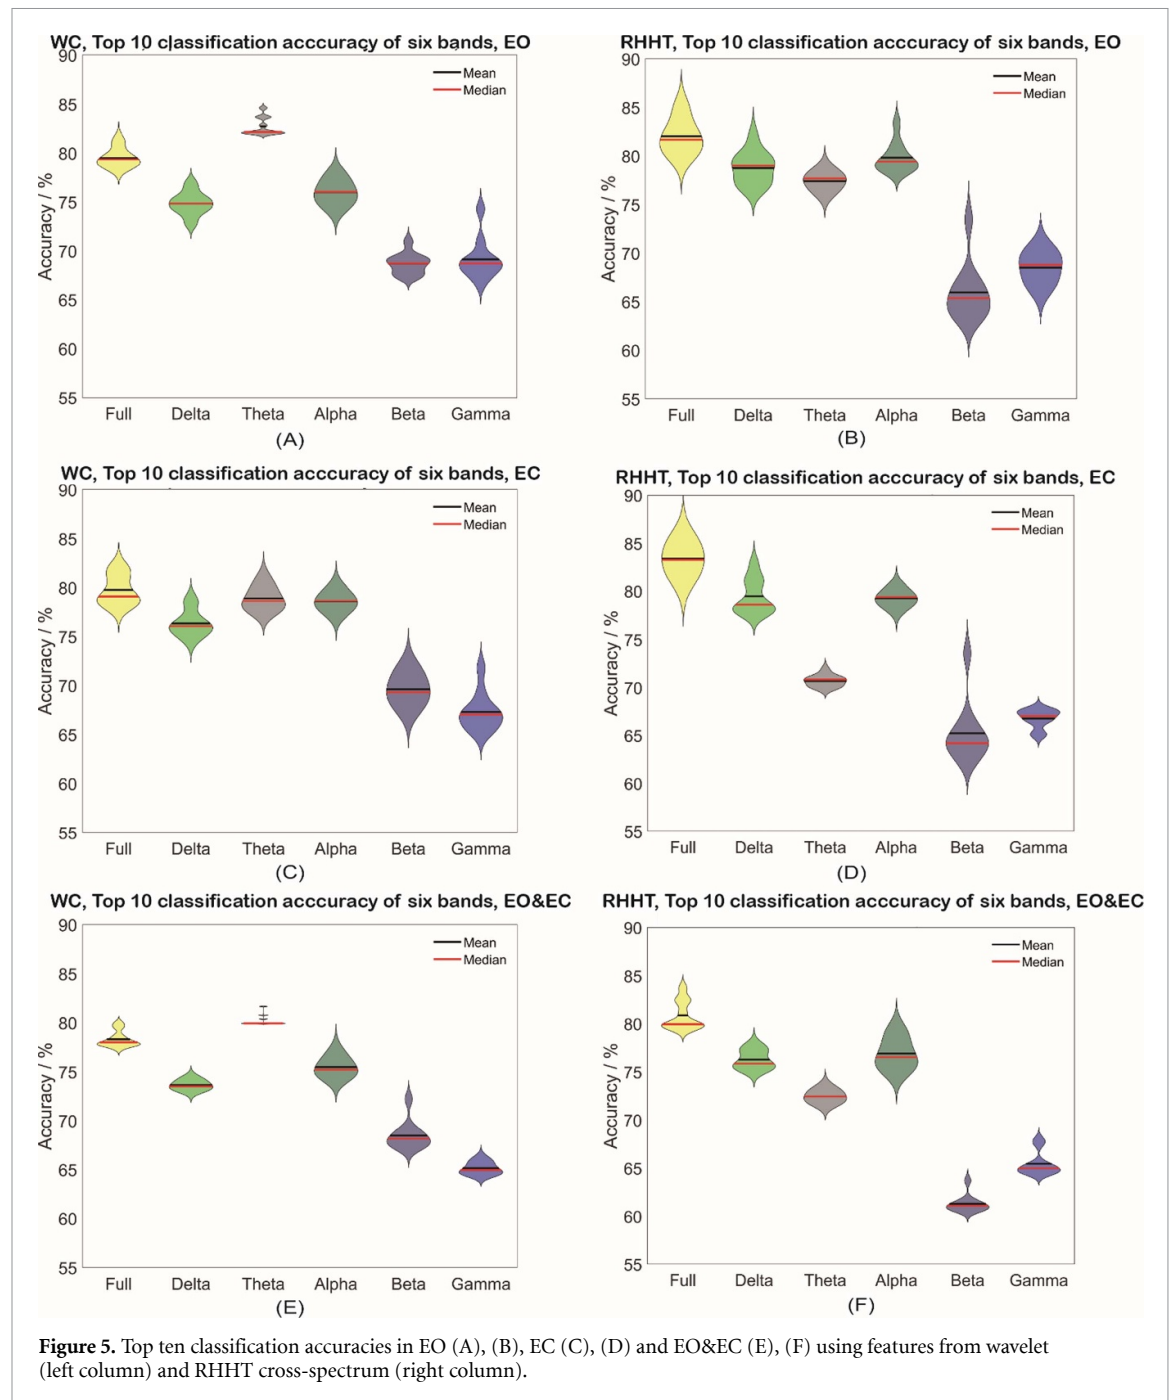 WC, Top 10 classification acccuracy of six bands, EO
90
85
80
75
70
65
60
55
Accuracy / %
Mean
Median
Full Delta Theta Alpha Beta Gamma
(A)
RHHT, Top 10 classification acccuracy of six bands, EO
90
85
80
75
70
65
60
55
Accuracy / %
Mean
Median
Full Delta Theta Alpha Beta Gamma
(B)
WC, Top 10 classification acccuracy of six bands, EC
90
85
80
75
70
65
60
55
Accuracy / %
Mean
Median
Full Delta Theta Alpha Beta Gamma
(C)
RHHT, Top 10 classification acccuracy of six bands, EC
90
85
80
75
70
65
60
55
Accuracy / %
Mean
Median
Full Delta Theta Alpha Beta Gamma
(D)
WC, Top 10 classification acccuracy of six bands, EO&EC
90
85
80
75
70
65
60
55
Accuracy / %
Mean
Median
Full Delta Theta Alpha Beta Gamma
(E)
RHHT, Top 10 classification acccuracy of six bands, EO&EC
90
85
80
75
70
65
60
55
Accuracy / %
Mean
Median
Full Delta Theta Alpha Beta Gamma
(F)
Figure 5. Top ten classification accuracies in EO (A), (B), EC (C), (D) and EO&EC (E), (F) using features from wavelet
(left column) and RHHT cross-spectrum (right column).